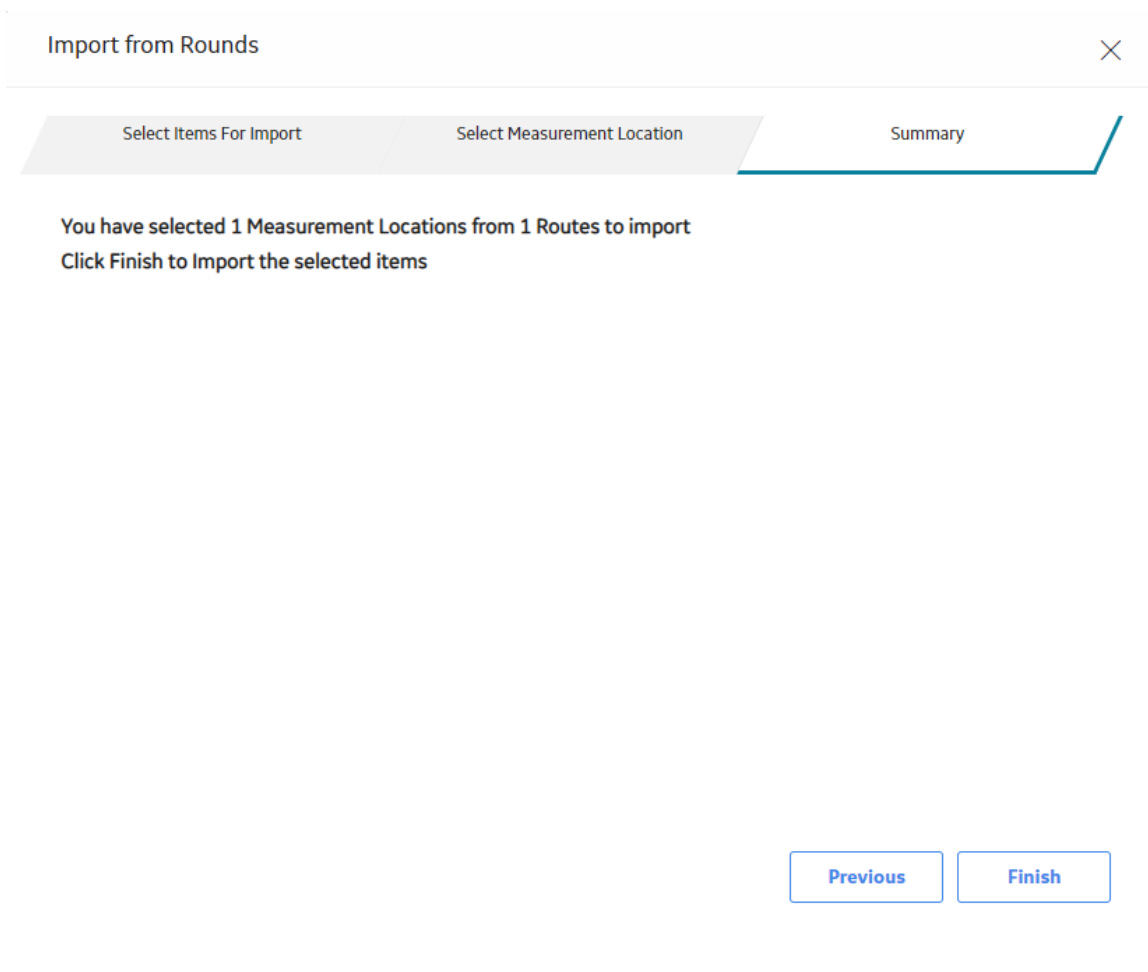 Import from Rounds
Select Items For Import
Select Measurement Location
Summary
You have selected 1 Measurement Locations from 1 Routes to import
Click Finish to Import the selected items
Previous
Finish